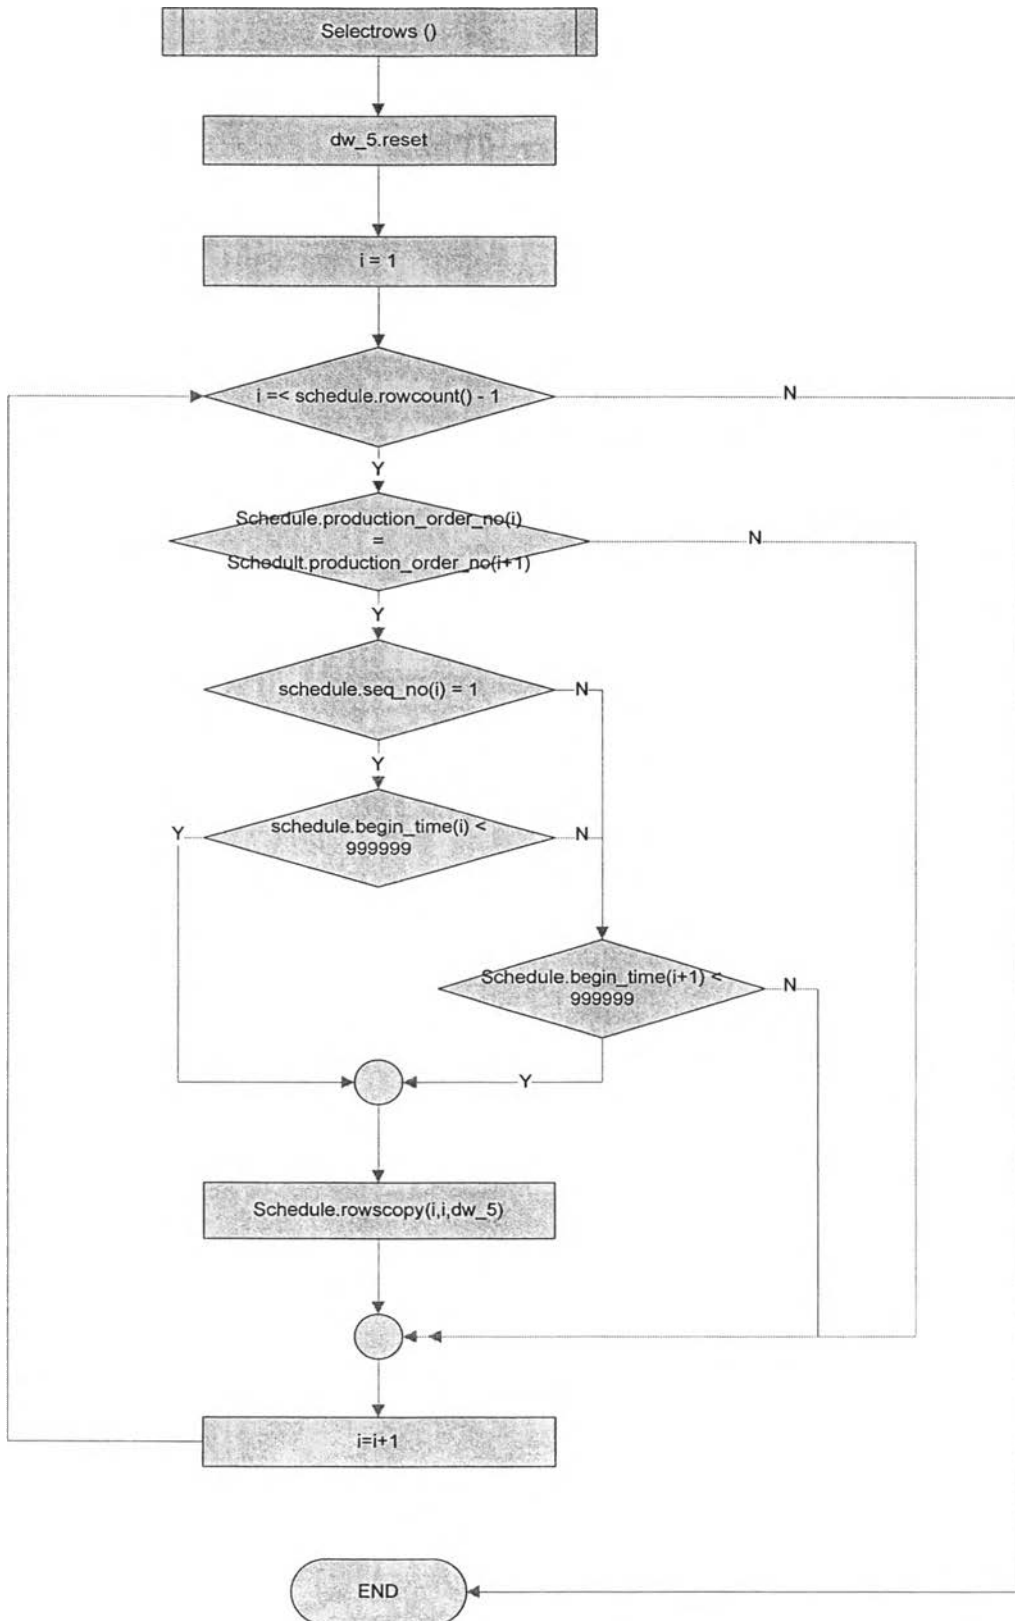 Selectrows ()
dw_5.reset
i = 1
i =< schedule.rowcount() - 1
N
Y
Schedule.production_order_no(i)
=
Schedult.production_order_no(i+1)
N
Y
schedule.seq_no(i) = 1
N
Y
schedule.begin_time(i) <
999999
Y
N
Schedule.begin_time(i+1) <
999999
N
Y
Schedule.rowscopy(i,i,dw_5)
i=i+1
END